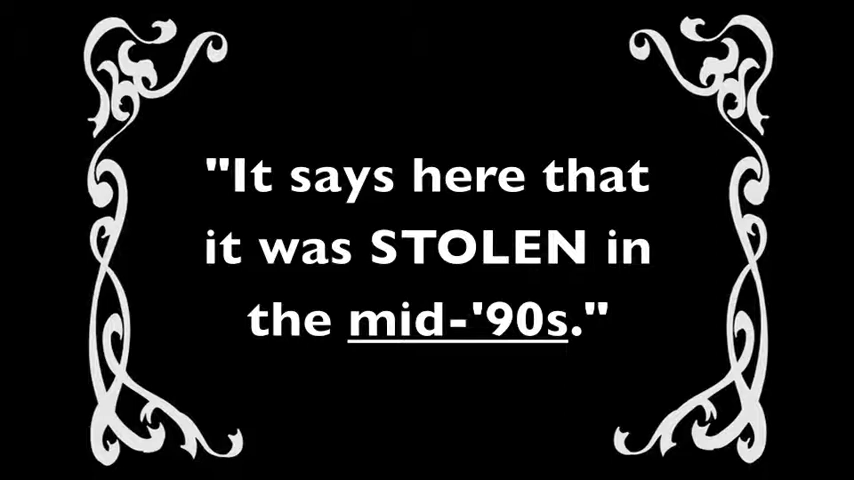 "It says here that
it was STOLEN in
the mid-'90s."